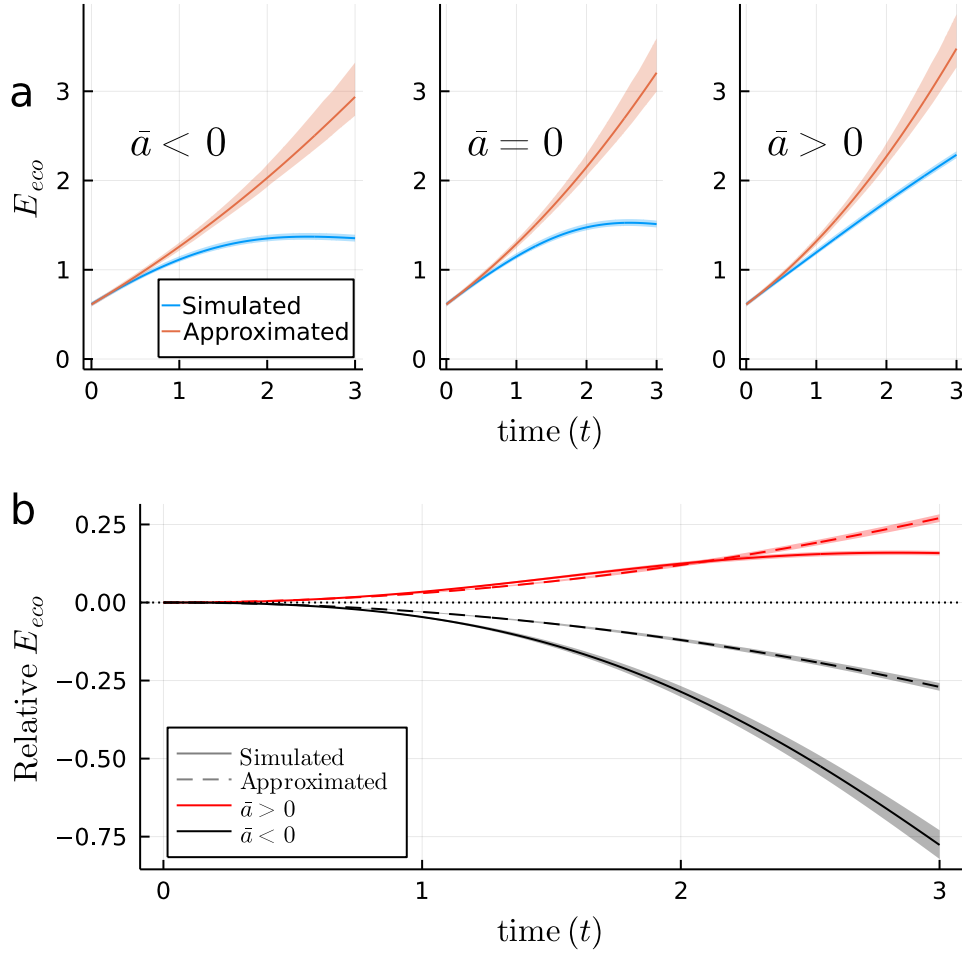 a
E_eco
3
2
1
0
ā < 0
Simulated
Approximated
0 1 2 3
3
2
1
0
ā = 0
0 1 2 3
3
2
1
0
ā > 0
0 1 2 3
time (t)
b
Relative E_eco
0.25
0.00
−0.25
−0.50
−0.75
Simulated
Approximated
ā > 0
ā < 0
0 1 2 3
time (t)